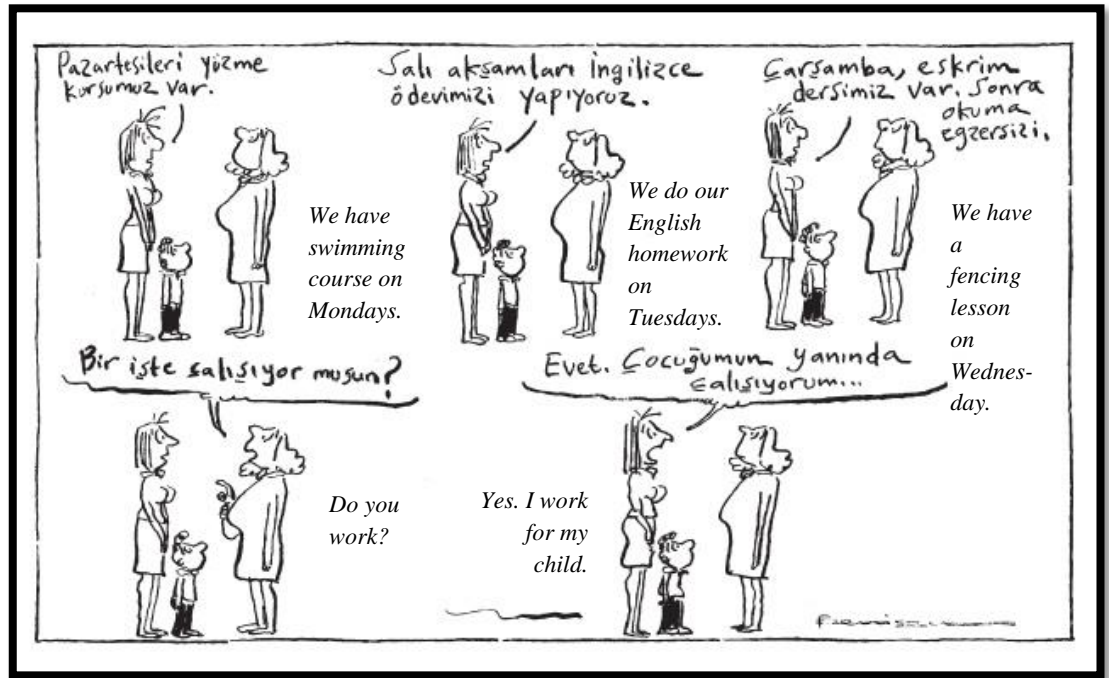 Pazartesileri yüzme
kursumuz var.
Salı akşamları İngilizce
ödevimizi yapıyoruz.
Çarşamba, eskrim
dersimiz var. Sonra
okuma
egzersizi.
We have
swimming
course on
Mondays.
We do our
English
homework
on
Tuesdays.
We have
a
fencing
lesson
on
Wednes-
day.
Bir işte çalışıyor musun?
Evet. Çocuğumun yanında
çalışıyorum...
Do you
work?
Yes. I work
for my
child.